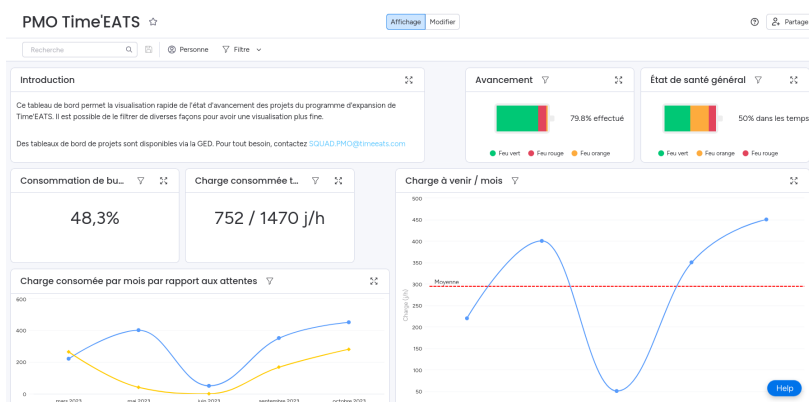 PMO Time'EATS
Affichage Modifier
Partage
Recherche
Personne
Filtre
Introduction
Ce tableau de bord permet la visualisation rapide de l'état d'avancement des projets du programme d'expansion de
Time'EATS. Il est possible de le filtrer de diverses façons pour avoir une visualisation plus fine.
Des tableaux de bord de projets sont disponibles via la GED. Pour tout besoin, contactez SQUAD.PMO@timeeats.com
Avancement
79.8% effectué
Feu vert Feu rouge Feu orange
État de santé général
50% dans les temps
Feu vert Feu orange Feu rouge
Consommation de bu...
48,3%
Charge consommée t...
752 / 1470 j/h
Charge à venir / mois
500
450
400
350
300
250
200
150
100
50
Charge (j/h)
Moyenne
Charge consomée par mois par rapport aux attentes
600
400
200
0
mars 2023 mai 2023 juin 2023 septembre 2023 octobre 2023
Help